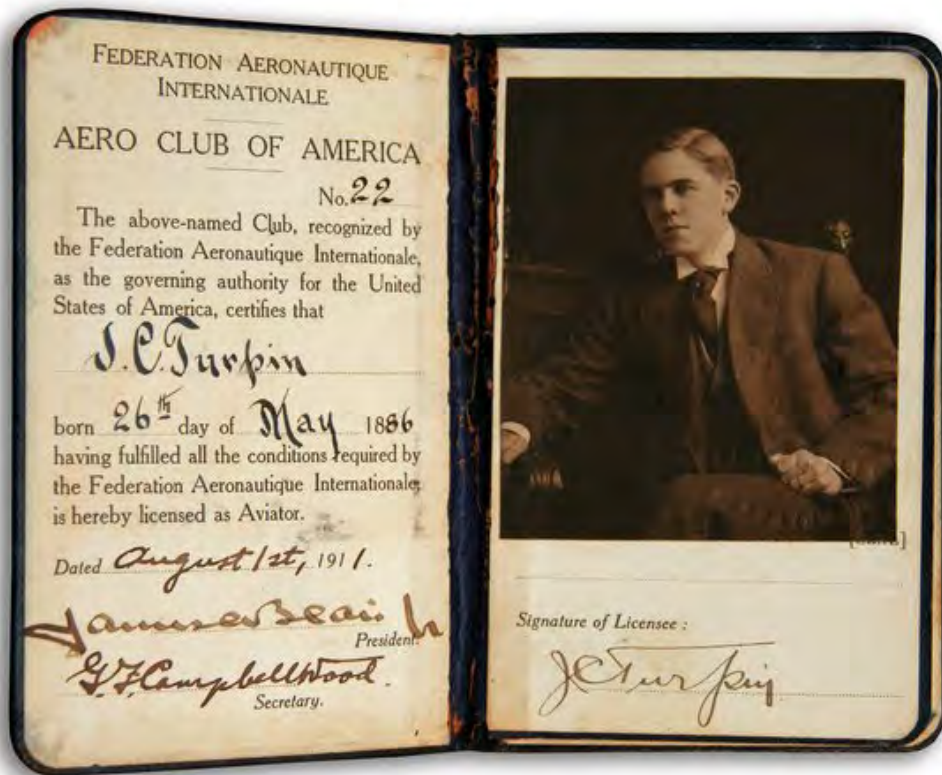 FEDERATION AERONAUTIQUE
INTERNATIONALE
AERO CLUB OF AMERICA
No. 22
The above-named Club, recognized by
the Federation Aeronautique Internationale,
as the governing authority for the United
States of America, certifies that
J.C. Turpin
born 26th day of May 1886
having fulfilled all the conditions required by
the Federation Aeronautique Internationale,
is hereby licensed as Aviator.
Dated August 1st, 1911.
President.
G.F. Campbell Wood.
Secretary.
Signature of Licensee :
JC Turpin